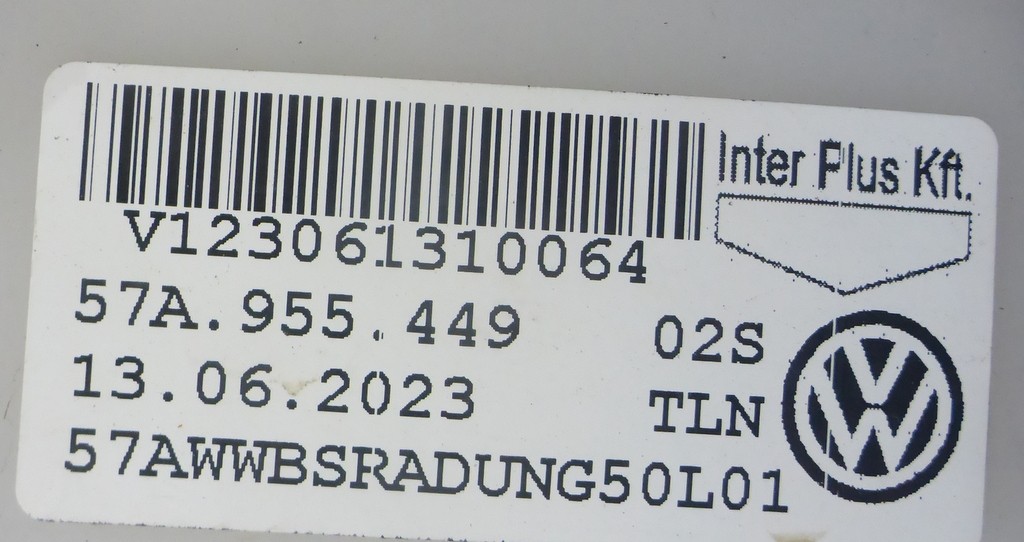 Inter Plus Kft.
V123061310064
57A.955.449 02S
13.06.2023 TLN
57AWWBSRADUNG50L01